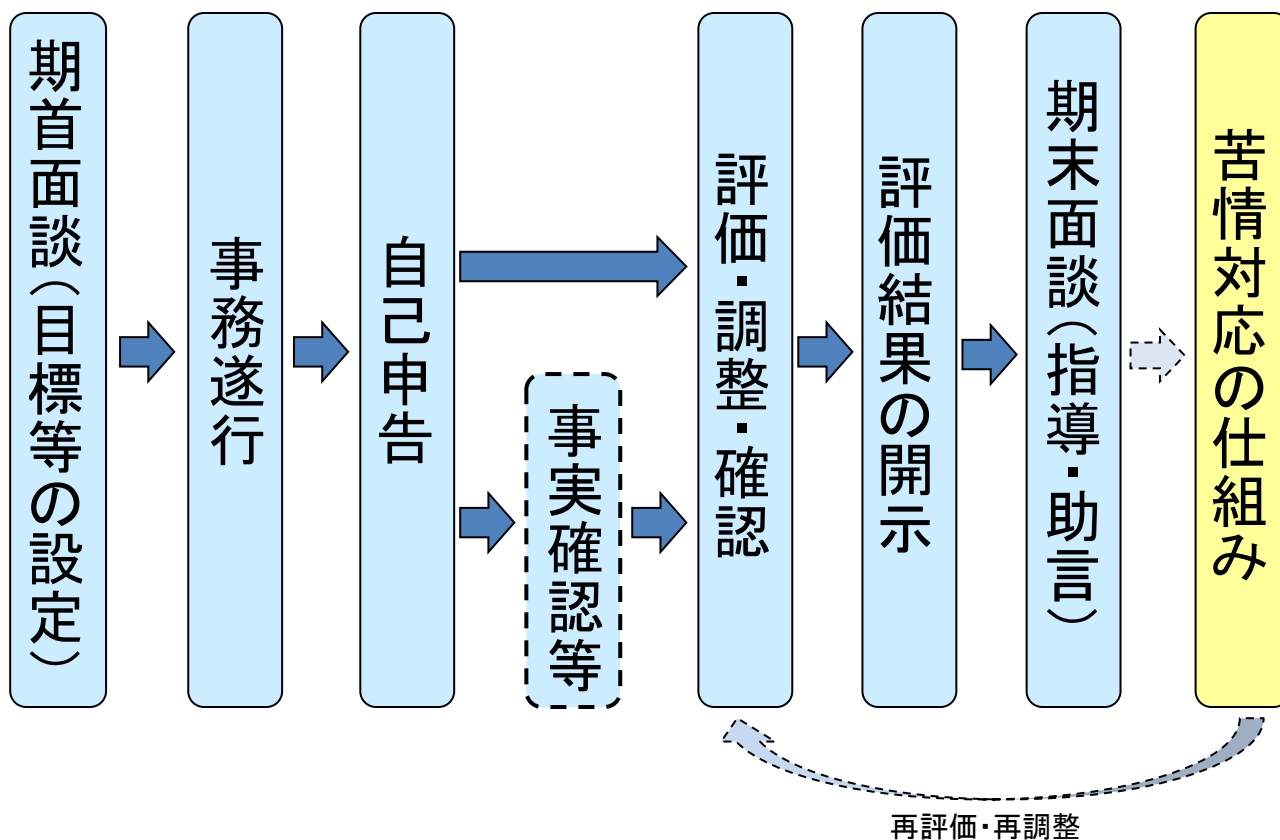 期首面談(目標等の設定)
事務遂行
自己申告
事実確認等
評価・調整・確認
評価結果の開示
期末面談(指導・助言)
苦情対応の仕組み
再評価・再調整